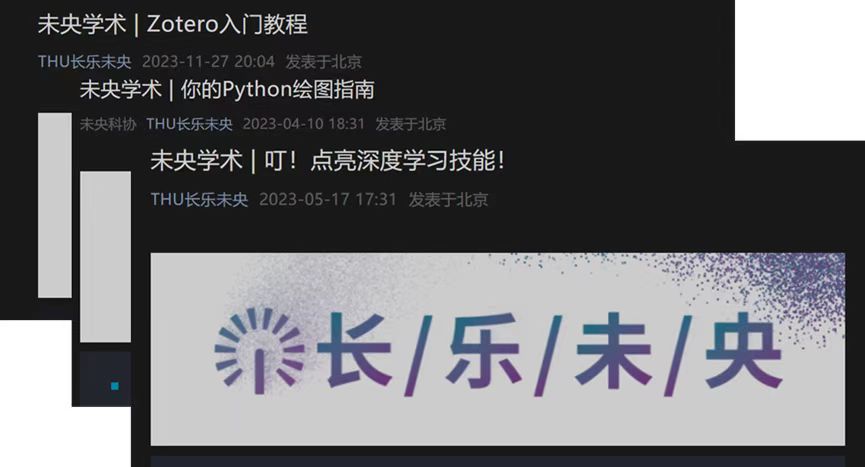 未央学术 | Zotero入门教程
THU长乐未央 2023-11-27 20:04 发表于北京
未央学术 | 你的Python绘图指南
未央科协 THU长乐未央 2023-04-10 18:31 发表于北京
未央学术 | 叮！点亮深度学习技能！
THU长乐未央 2023-05-17 17:31 发表于北京
长/乐/未/央